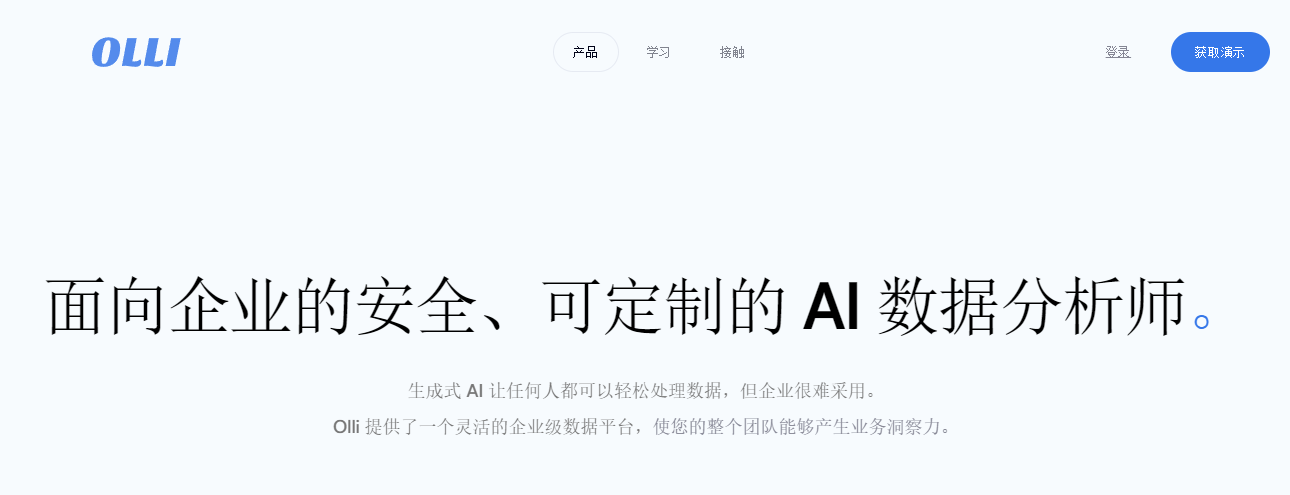 OLLI
产品
学习
接触
登录
获取演示
面向企业的安全、可定制的 AI 数据分析师。
生成式 AI 让任何人都可以轻松处理数据，但企业很难采用。
Olli 提供了一个灵活的企业级数据平台，使您的整个团队能够产生业务洞察力。